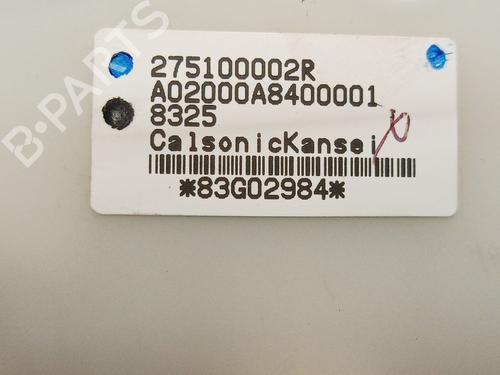 275100002R
A02000A8400001
8325
CalsonicKansei
*83G02984*
B-PARTS